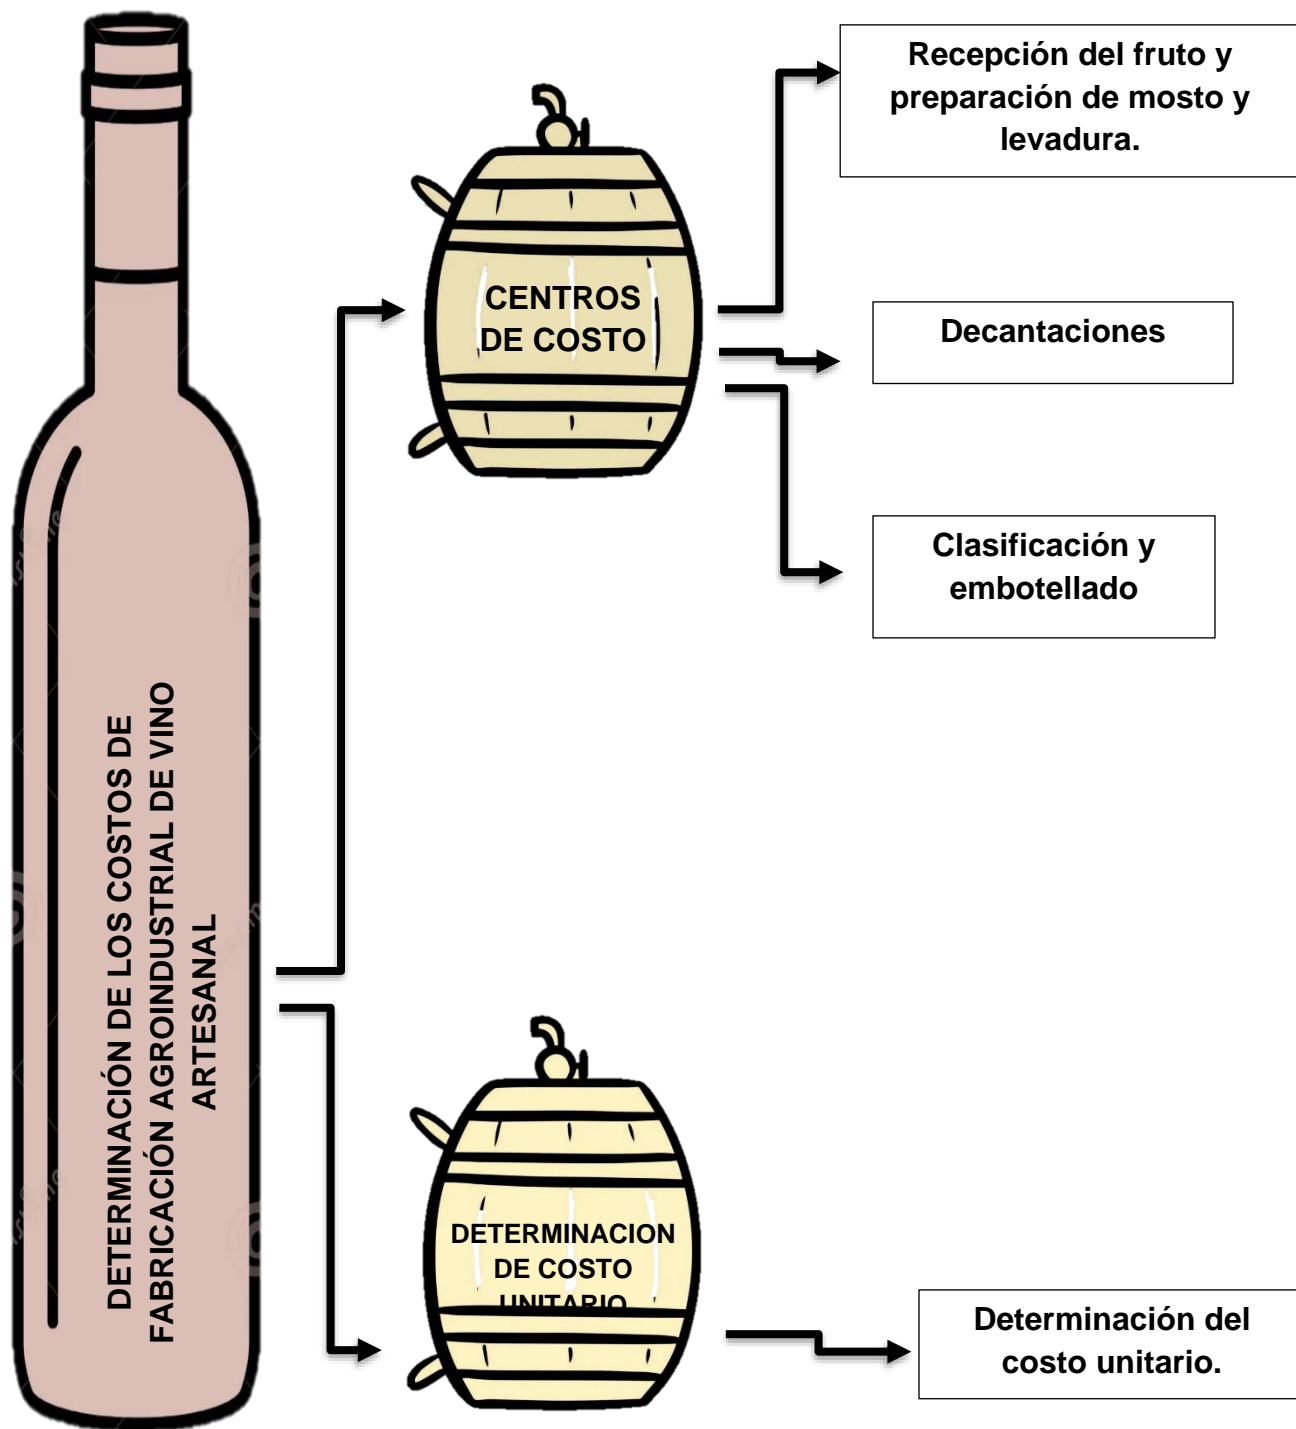 DETERMINACIÓN DE LOS COSTOS DE
FABRICACIÓN AGROINDUSTRIAL DE VINO
ARTESANAL
CENTROS
DE COSTO
Recepción del fruto y
preparación de mosto y
levadura.
Decantaciones
Clasificación y
embotellado
DETERMINACION
DE COSTO
UNITARIO
Determinación del
costo unitario.